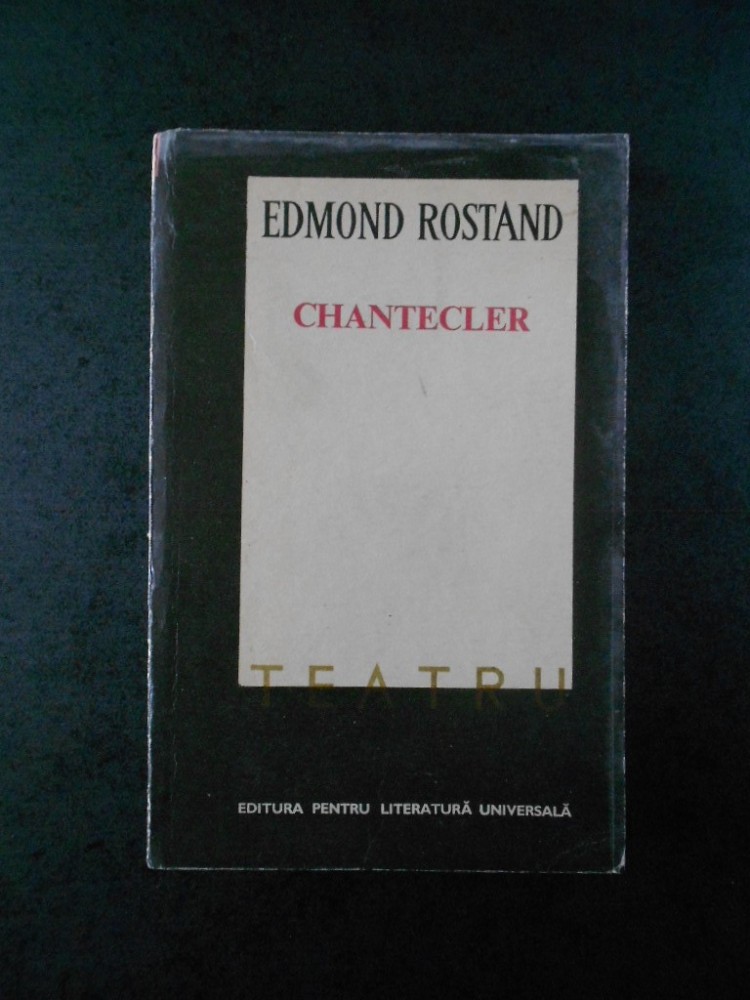 EDMOND ROSTAND
CHANTECLER
TEATRU
EDITURA PENTRU LITERATURĂ UNIVERSALĂ